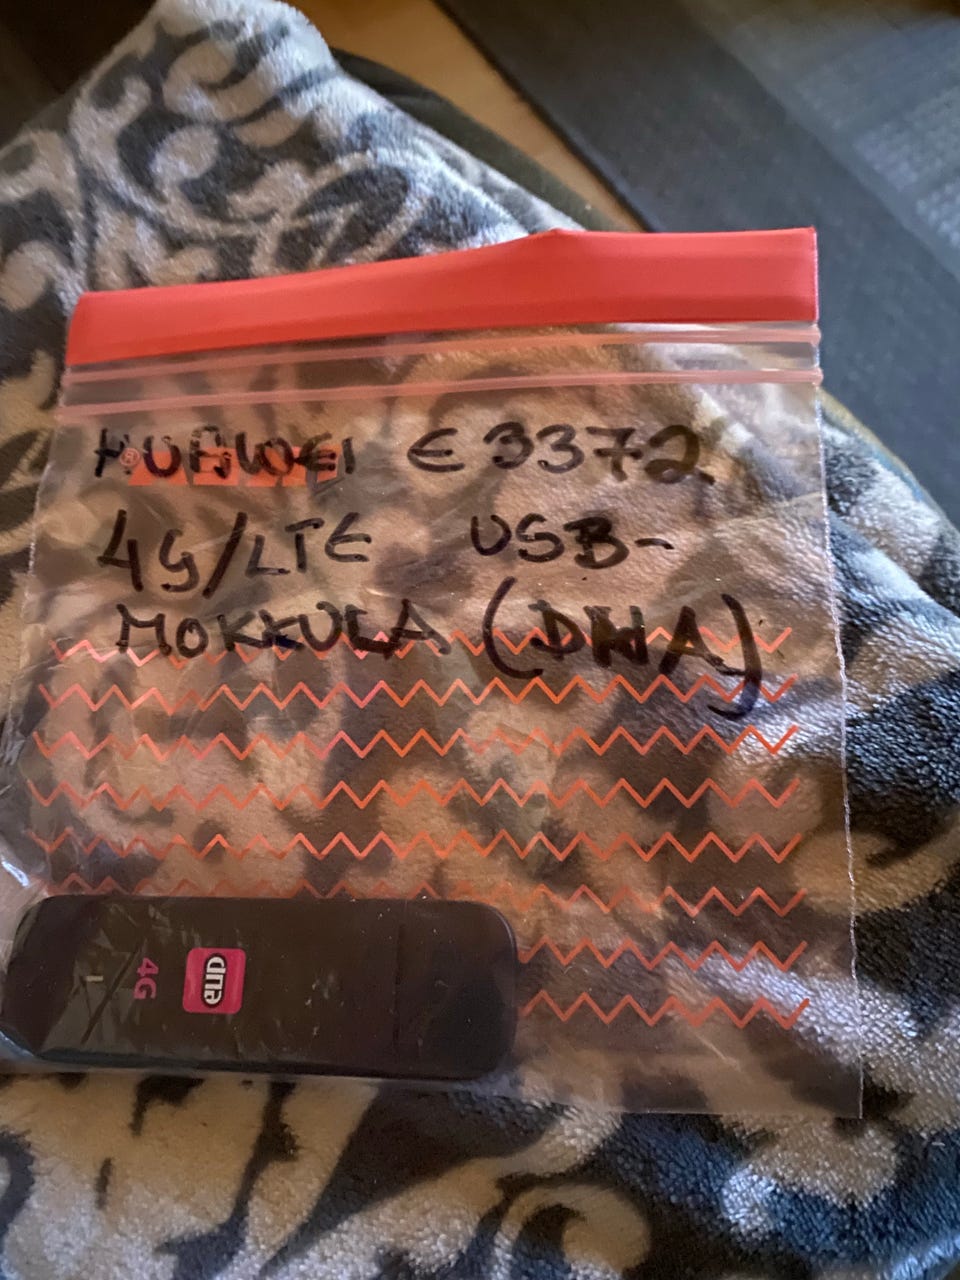 HUAWEI E3372
4G/LTE USB-
MOKKULA (DNA)
4G
dna